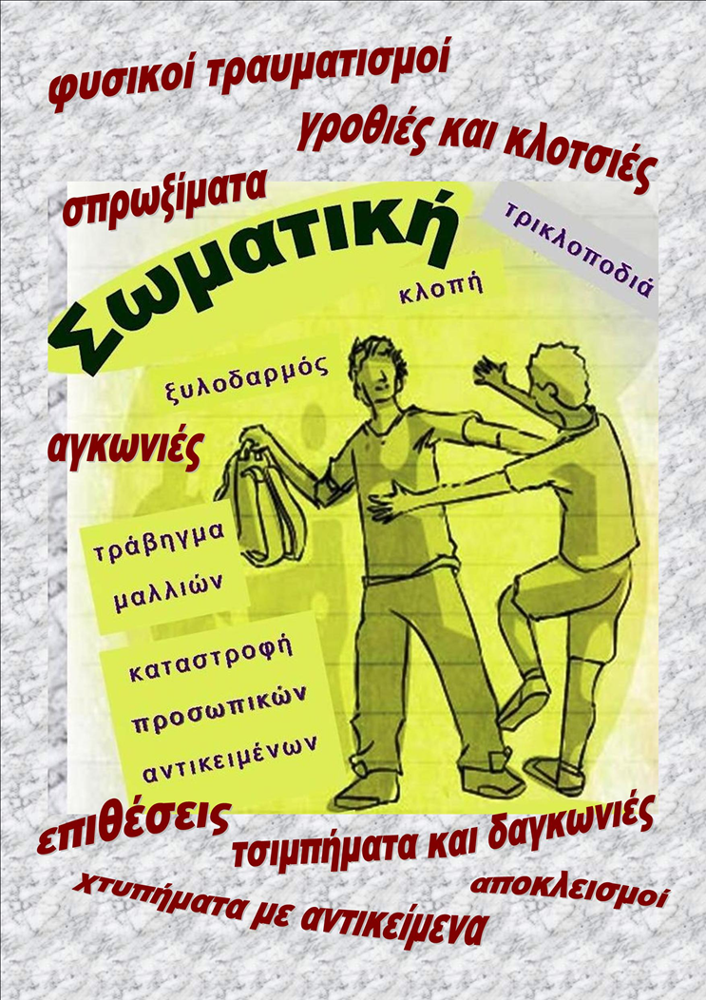 φυσικοί τραυματισμοί
γροθιές και κλοτσιές
σπρωξίματα
Σωματική
τρικλοποδιά
κλοπή
ξυλοδαρμός
αγκωνιές
τράβηγμα
μαλλιών
καταστροφή
προσωπικών
αντικειμένων
επιθέσεις
τσιμπήματα και δαγκωνιές
αποκλεισμοί
χτυπήματα με αντικείμενα